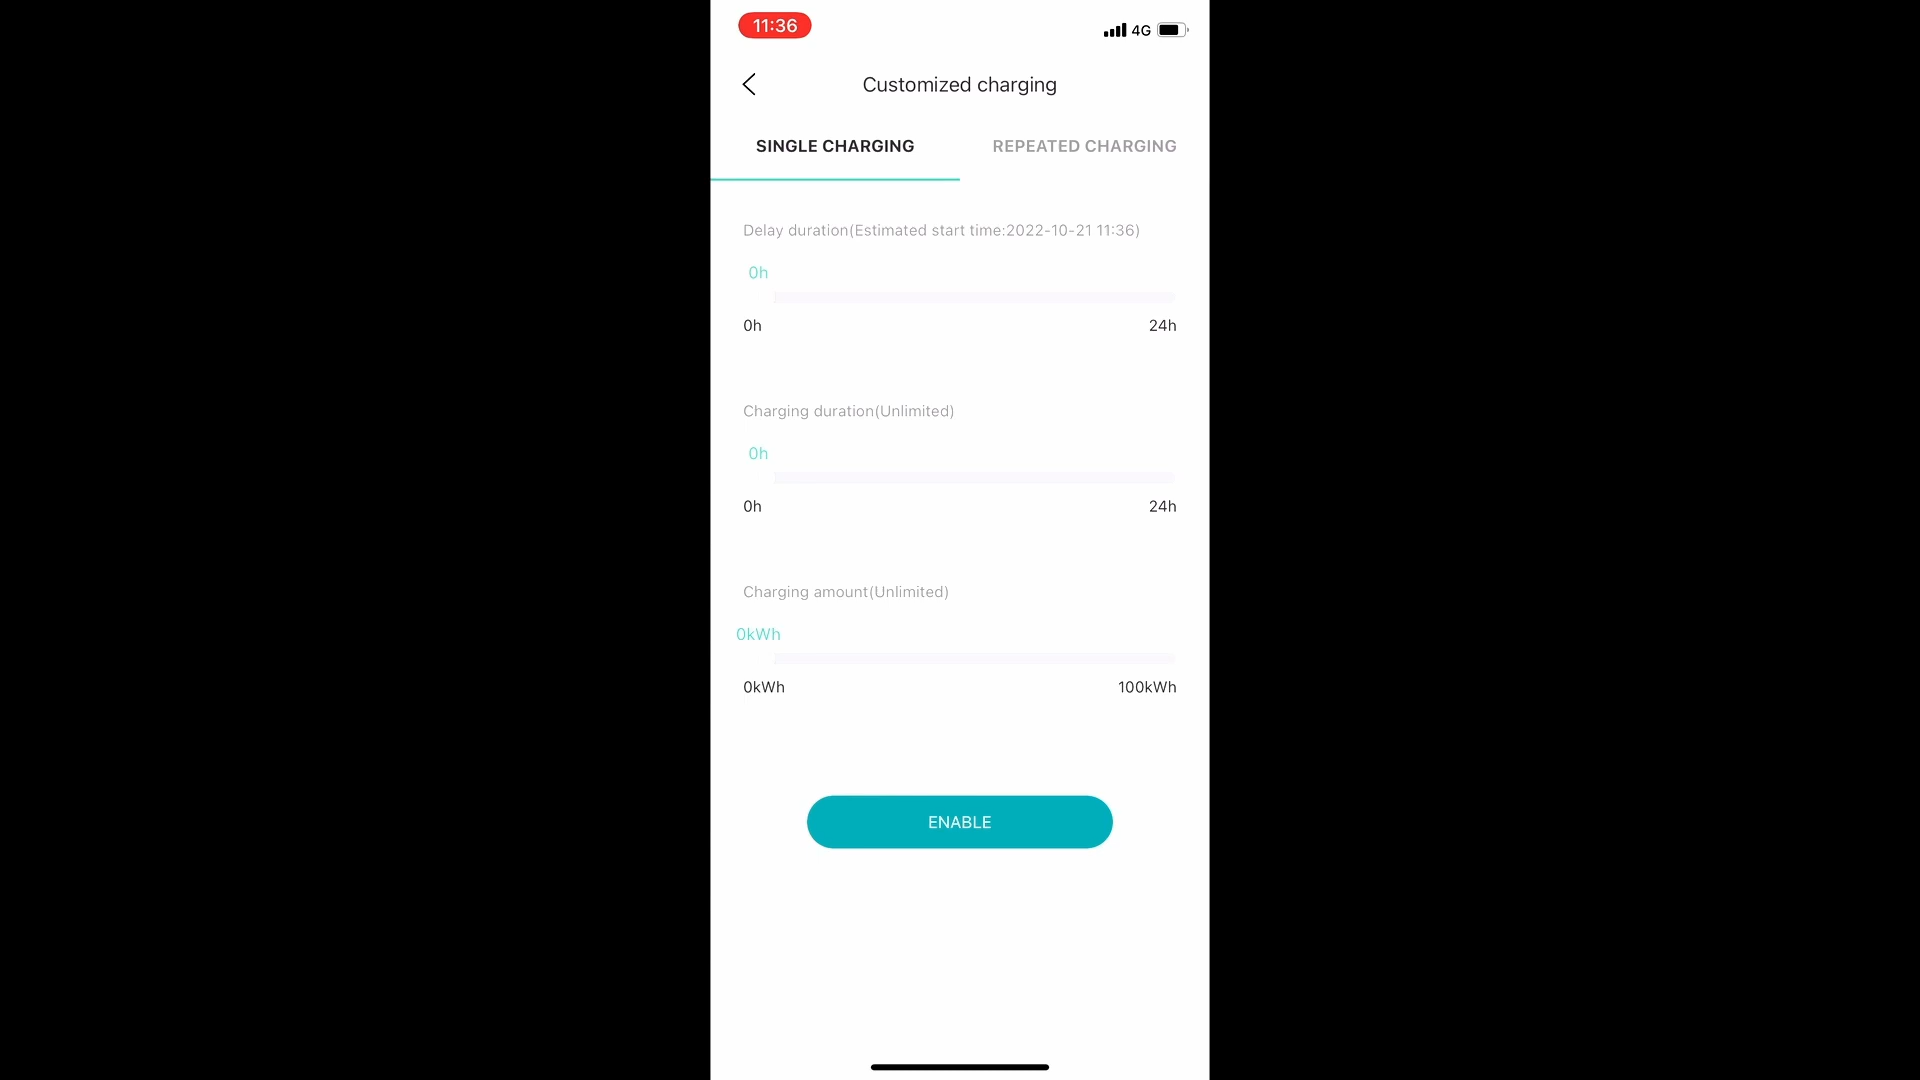 11:36
4G
Customized charging
SINGLE CHARGING
REPEATED CHARGING
Delay duration(Estimated start time:2022-10-21 11:36)
0h
0h
24h
Charging duration(Unlimited)
0h
0h
24h
Charging amount(Unlimited)
0kWh
0kWh
100kWh
ENABLE